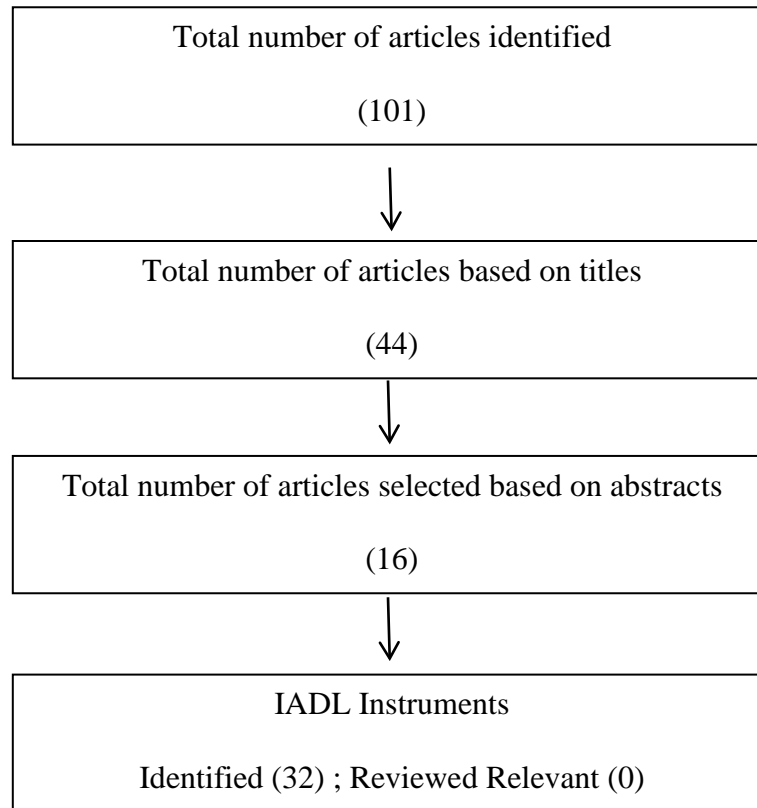 Total number of articles identified
(101)
Total number of articles based on titles
(44)
Total number of articles selected based on abstracts
(16)
IADL Instruments
Identified (32) ; Reviewed Relevant (0)